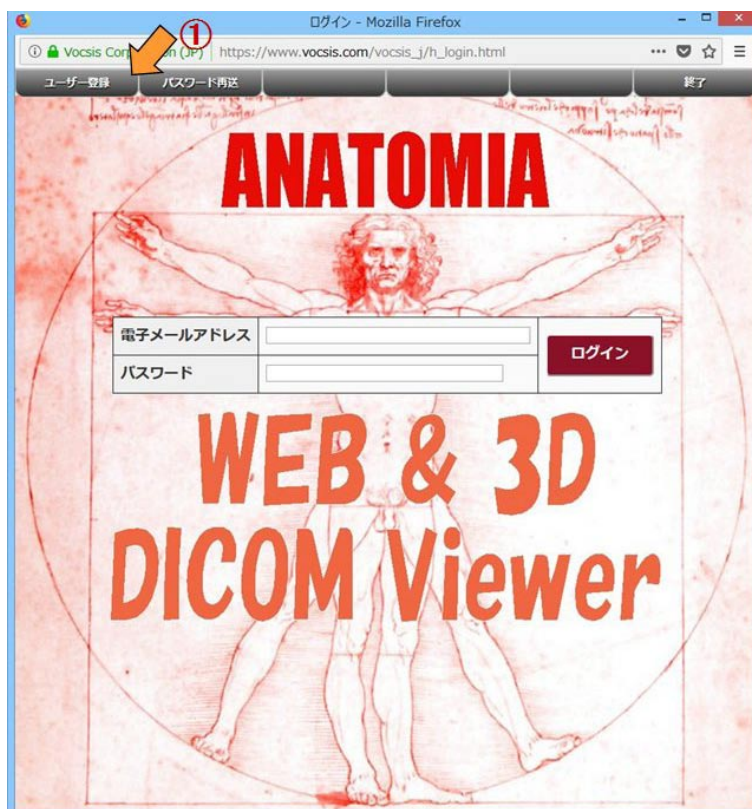 ログイン - Mozilla Firefox
①
Vocsis Corporation (JP) https://www.vocsis.com/vocsis_j/h_login.html
ユーザー登録 パスワード再送 終了
ANATOMIA
電子メールアドレス
ログイン
パスワード
WEB & 3D
DICOM Viewer